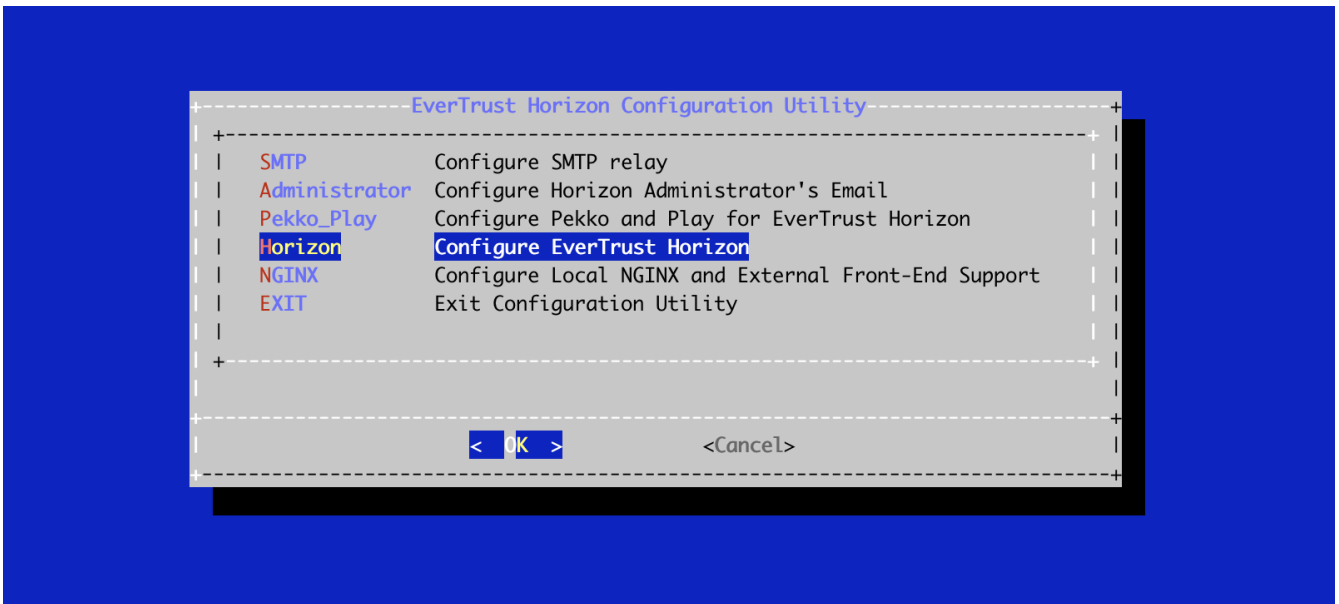 EverTrust Horizon Configuration Utility
SMTP Configure SMTP relay
Administrator Configure Horizon Administrator's Email
Pekko_Play Configure Pekko and Play for EverTrust Horizon
Horizon Configure EverTrust Horizon
NGINX Configure Local NGINX and External Front-End Support
EXIT Exit Configuration Utility
< OK > <Cancel>